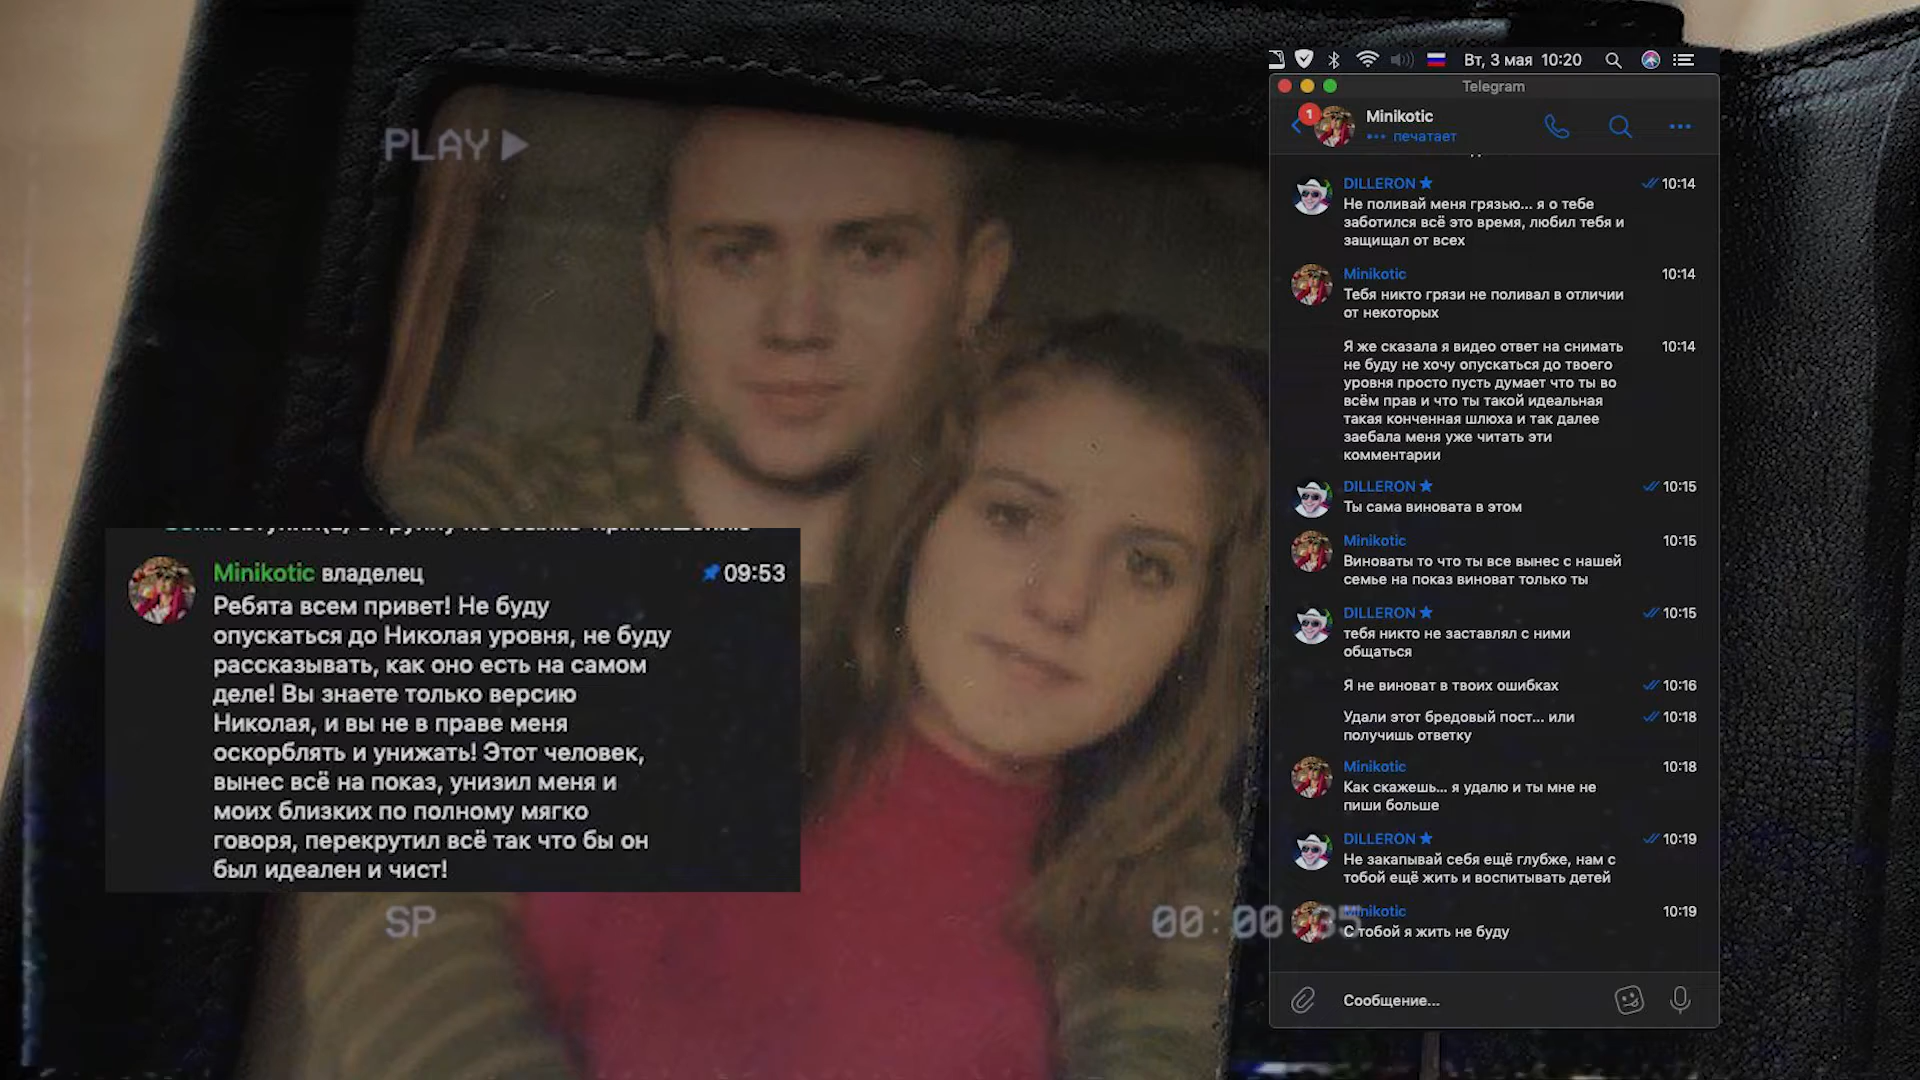 PLAY
Minikotic владелец 09:53
Ребята всем привет! Не буду
опускаться до Николая уровня, не буду
рассказывать, как оно есть на самом
деле! Вы знаете только версию
Николая, и вы не в праве меня
оскорблять и унижать! Этот человек,
вынес всё на показ, унизил меня и
моих близких по полному мягко
говоря, перекрутил всё так что бы он
был идеален и чист!
SP
00:00:35
Вт, 3 мая 10:20
Telegram
1
Minikotic
печатает
DILLERON 10:14
Не поливай меня грязью... я о тебе
заботился всё это время, любил тебя и
защищал от всех
Minikotic 10:14
Тебя никто грязи не поливал в отличии
от некоторых
Я же сказала я видео ответ на снимать 10:14
не буду не хочу опускаться до твоего
уровня просто пусть думает что ты во
всём прав и что ты такой идеальная
такая конченная шлюха и так далее
заебала меня уже читать эти
комментарии
DILLERON 10:15
Ты сама виновата в этом
Minikotic 10:15
Виноваты то что ты все вынес с нашей
семье на показ виноват только ты
DILLERON 10:15
тебя никто не заставлял с ними
общаться
Я не виноват в твоих ошибках 10:16
Удали этот бредовый пост... или 10:18
получишь ответку
Minikotic 10:18
Как скажешь... я удалю и ты мне не
пиши больше
DILLERON 10:19
Не закапывай себя ещё глубже, нам с
тобой ещё жить и воспитывать детей
Minikotic 10:19
С тобой я жить не буду
Сообщение...